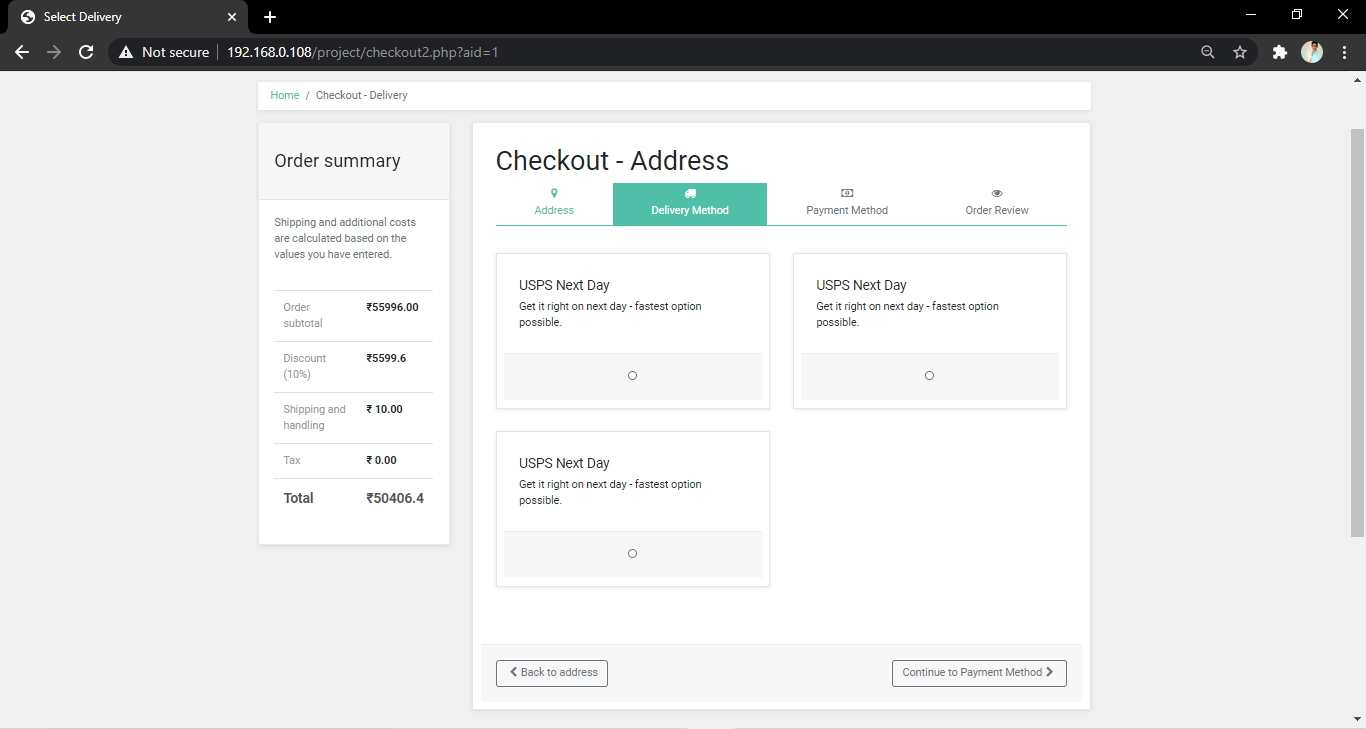 Select Delivery
Not secure 192.168.0.108/project/checkout2.php?aid=1
Home / Checkout - Delivery
Order summary
Shipping and additional costs
are calculated based on the
values you have entered.
Order
subtotal
₹55996.00
Discount
(10%)
₹5599.6
Shipping and
handling
₹ 10.00
Tax ₹ 0.00
Total ₹50406.4
Checkout - Address
Address Delivery Method Payment Method Order Review
USPS Next Day
Get it right on next day - fastest option
possible.
USPS Next Day
Get it right on next day - fastest option
possible.
USPS Next Day
Get it right on next day - fastest option
possible.
Back to address
Continue to Payment Method